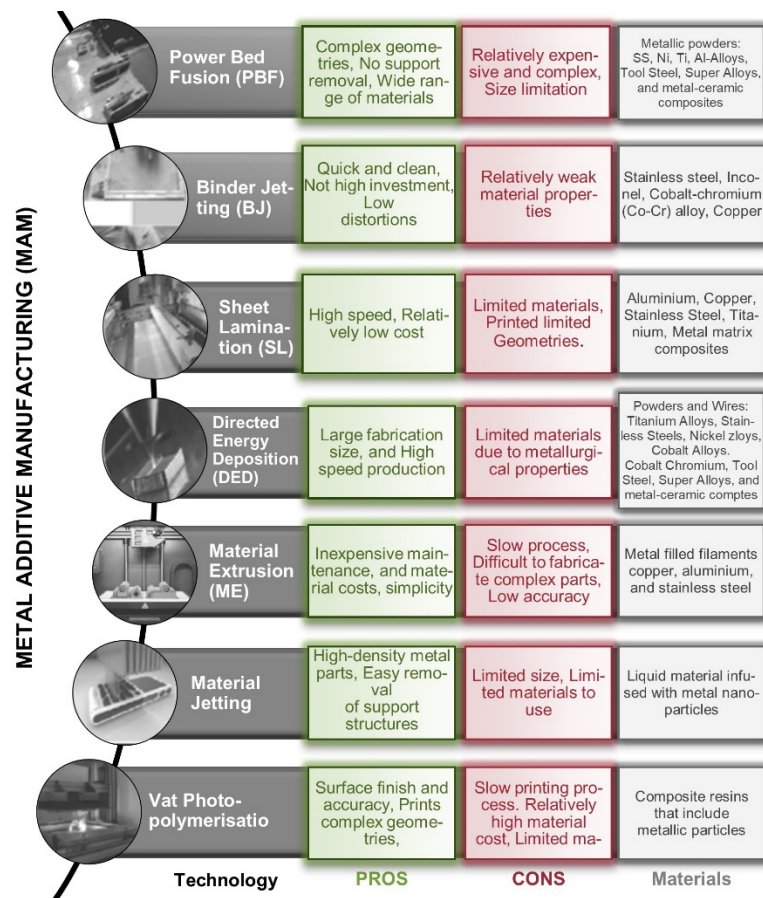 METAL ADDITIVE MANUFACTURING (MAM)
Power Bed
Fusion (PBF)
Complex geome-
tries, No support
removal, Wide ran-
ge of materials
Relatively expen-
sive and complex,
Size limitation
Metallic powders:
SS, Ni, Ti, Al-Alloys,
Tool Steel, Super Alloys,
and metal-ceramic
composites
Binder Jet-
ting (BJ)
Quick and clean,
Not high investment,
Low
distortions
Relatively weak
material proper-
ties
Stainless steel, Inco-
nel, Cobalt-chromium
(Co-Cr) alloy, Copper
Sheet
Lamina-
tion (SL)
High speed, Relati-
vely low cost
Limited materials,
Printed limited
Geometries.
Aluminium, Copper,
Stainless Steel, Tita-
nium, Metal matrix
composites
Directed
Energy
Deposition
(DED)
Large fabrication
size, and High
speed production
Limited materials
due to metallurgi-
cal properties
Powders and Wires:
Titanium Alloys, Stain-
less Steels, Nickel zloys,
Cobalt Alloys.
Cobalt Chromium, Tool
Steel, Super Alloys, and
metal-ceramic comptes
Material
Extrusion
(ME)
Inexpensive main-
tenance, and mate-
rial costs, simplicity
Slow process,
Difficult to fabri-
cate complex parts,
Low accuracy
Metal filled filaments
copper, aluminium,
and stainless steel
Material
Jetting
High-density metal
parts, Easy remo-
val
of support
structures
Limited size, Limi-
ted materials to
use
Liquid material infu-
sed with metal nano-
particles
Vat Photo-
polymerisatio
Surface finish and
accuracy, Prints
complex geome-
tries,
Slow printing pro-
cess. Relatively
high material
cost, Limited ma-
Composite resins
that include
metallic particles
Technology
PROS
CONS
Materials